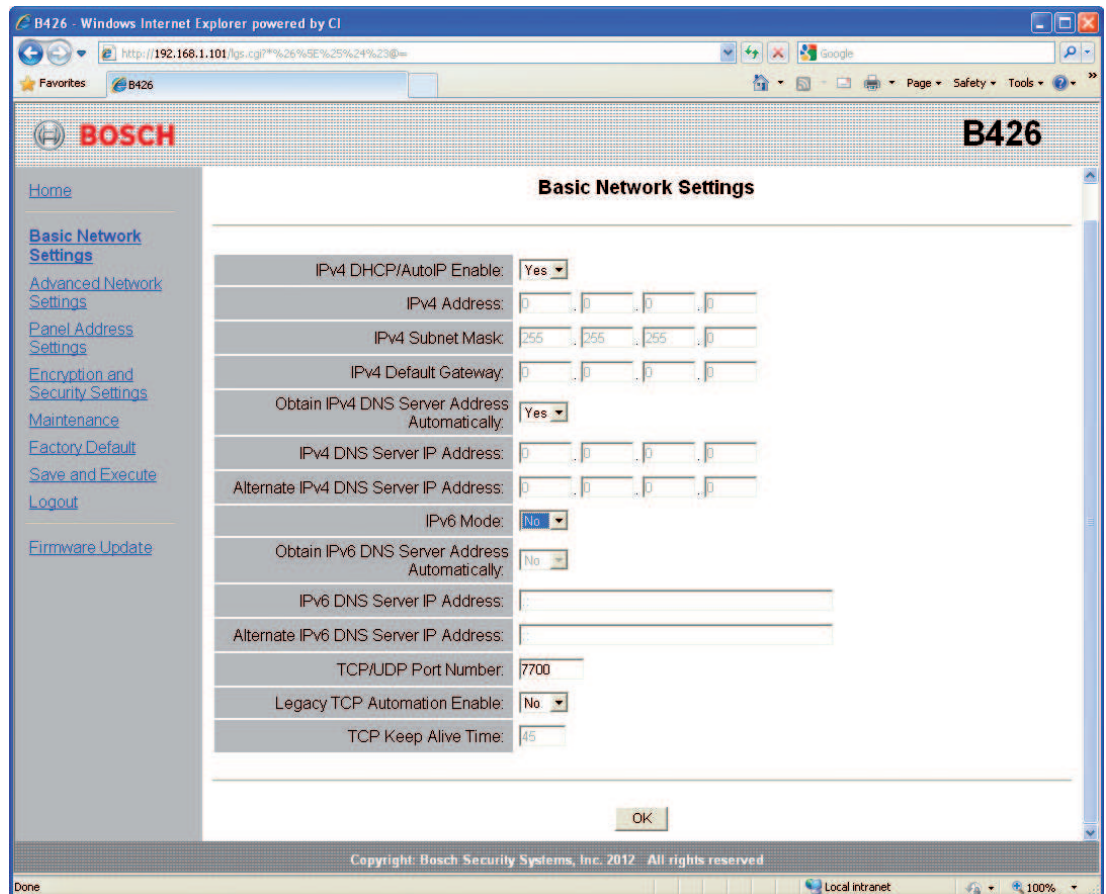 B426 - Windows Internet Explorer powered by CI
http://192.168.1.101/lgs.cgi?*%26%5E%25%24%23@=
Google
Favorites
B426
Page
Safety
Tools
BOSCH
B426
Home
Basic Network
Settings
Advanced Network
Settings
Panel Address
Settings
Encryption and
Security Settings
Maintenance
Factory Default
Save and Execute
Logout
Firmware Update
Basic Network Settings
IPv4 DHCP/AutoIP Enable: Yes
IPv4 Address: 0 . 0 . 0 . 0
IPv4 Subnet Mask: 255 . 255 . 255 . 0
IPv4 Default Gateway: 0 . 0 . 0 . 0
Obtain IPv4 DNS Server Address
Automatically: Yes
IPv4 DNS Server IP Address: 0 . 0 . 0 . 0
Alternate IPv4 DNS Server IP Address: 0 . 0 . 0 . 0
IPv6 Mode: No
Obtain IPv6 DNS Server Address
Automatically: No
IPv6 DNS Server IP Address: ::
Alternate IPv6 DNS Server IP Address: ::
TCP/UDP Port Number: 7700
Legacy TCP Automation Enable: No
TCP Keep Alive Time: 45
OK
Copyright: Bosch Security Systems, Inc. 2012 All rights reserved
Done
Local intranet
100%